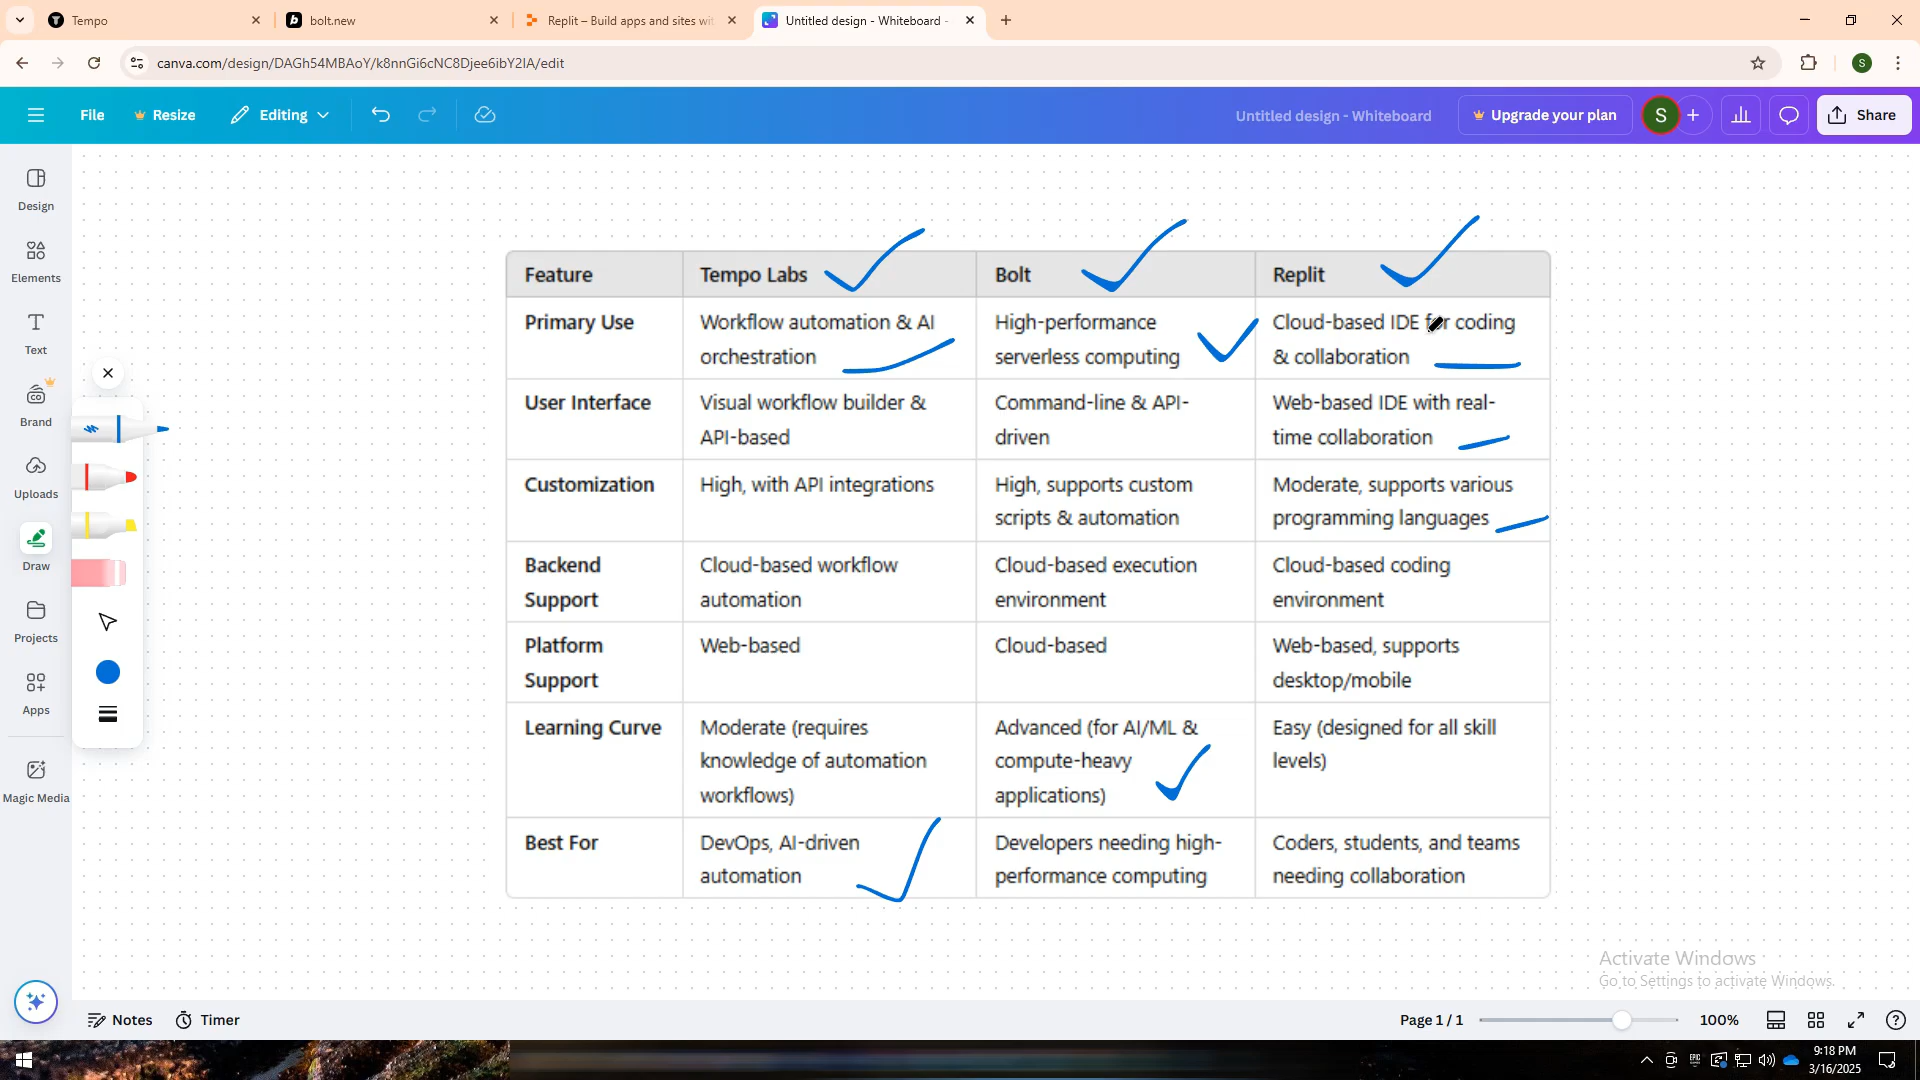 Tempo
bolt.new
Replit – Build apps and sites wit
Untitled design - Whiteboard -
canva.com/design/DAGh54MBAoY/k8nnGi6cNC8Djee6ibY2IA/edit
S
File
Resize
Editing
Untitled design - Whiteboard
Upgrade your plan
S
Share
Design
Elements
Text
Brand
Uploads
Draw
Projects
Apps
Magic Media
Feature
Tempo Labs
Bolt
Replit
Primary Use
Workflow automation & AI
orchestration
High-performance
serverless computing
Cloud-based IDE for coding
& collaboration
User Interface
Visual workflow builder &
API-based
Command-line & API-
driven
Web-based IDE with real-
time collaboration
Customization
High, with API integrations
High, supports custom
scripts & automation
Moderate, supports various
programming languages
Backend
Support
Cloud-based workflow
automation
Cloud-based execution
environment
Cloud-based coding
environment
Platform
Support
Web-based
Cloud-based
Web-based, supports
desktop/mobile
Learning Curve
Moderate (requires
knowledge of automation
workflows)
Advanced (for AI/ML &
compute-heavy
applications)
Easy (designed for all skill
levels)
Best For
DevOps, AI-driven
automation
Developers needing high-
performance computing
Coders, students, and teams
needing collaboration
Activate Windows
Go to Settings to activate Windows.
Notes
Timer
Page 1 / 1
100%
9:18 PM
3/16/2025